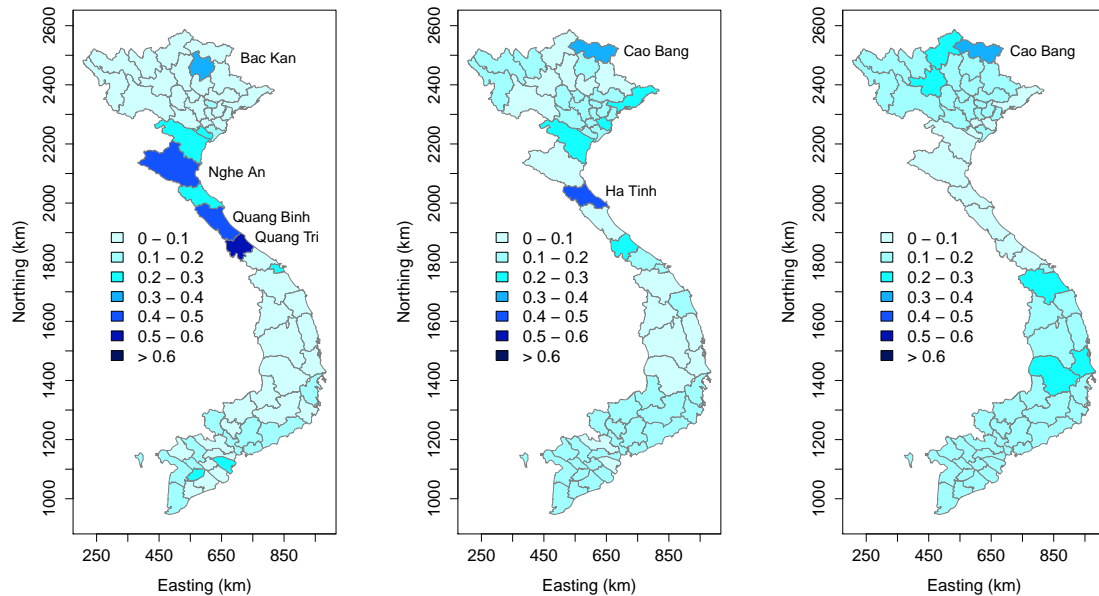 2600
2400
2200
2000
1800
1600
1400
1200
1000
Northing (km)
Bac Kan
Nghe An
Quang Binh
Quang Tri
0 – 0.1
0.1 – 0.2
0.2 – 0.3
0.3 – 0.4
0.4 – 0.5
0.5 – 0.6
> 0.6
250 450 650 850
Easting (km)
2600
2400
2200
2000
1800
1600
1400
1200
1000
Northing (km)
Cao Bang
Ha Tinh
0 – 0.1
0.1 – 0.2
0.2 – 0.3
0.3 – 0.4
0.4 – 0.5
0.5 – 0.6
> 0.6
250 450 650 850
Easting (km)
2600
2400
2200
2000
1800
1600
1400
1200
1000
Northing (km)
Cao Bang
0 – 0.1
0.1 – 0.2
0.2 – 0.3
0.3 – 0.4
0.4 – 0.5
0.5 – 0.6
> 0.6
250 450 650 850
Easting (km)